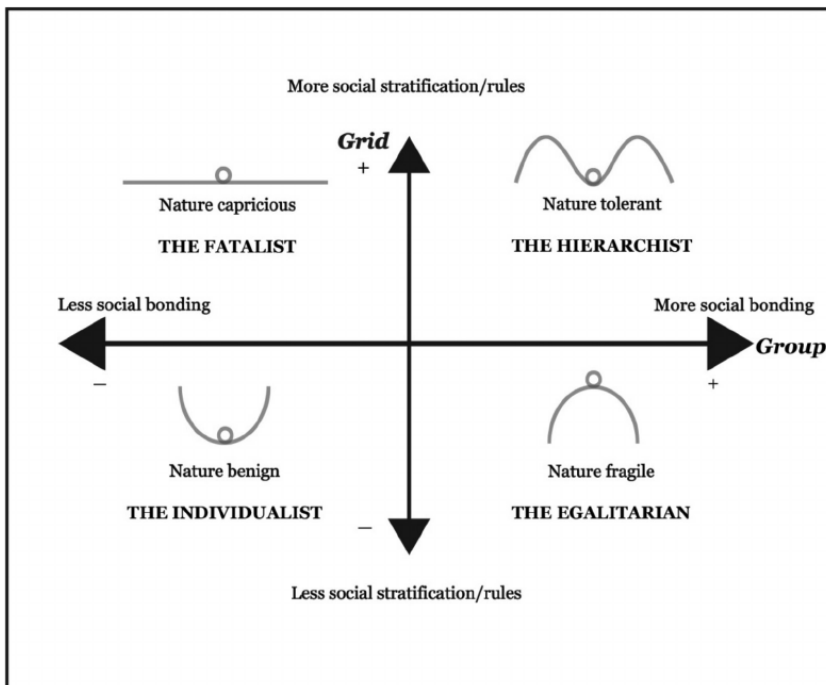 More social stratification/rules
Grid
+
Nature capricious
Nature tolerant
THE FATALIST
THE HIERARCHIST
Less social bonding
More social bonding
Group
–
+
Nature benign
Nature fragile
THE INDIVIDUALIST
THE EGALITARIAN
–
Less social stratification/rules